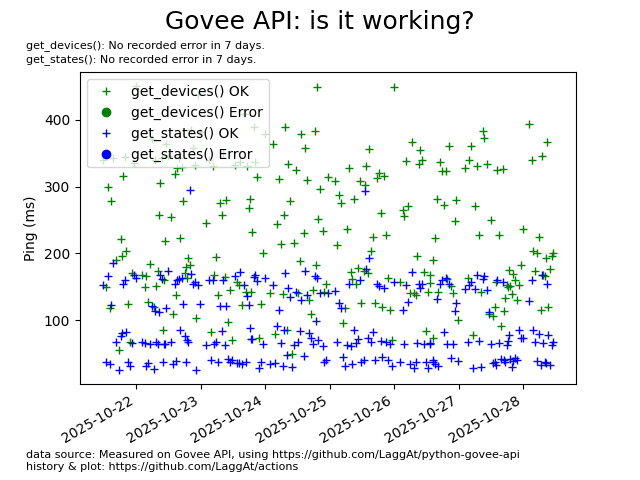 Govee API: is it working?
get_devices(): No recorded error in 7 days.
get_states(): No recorded error in 7 days.
get_devices() OK
get_devices() Error
get_states() OK
get_states() Error
Ping (ms)
400
300
200
100
2025-10-22
2025-10-23
2025-10-24
2025-10-25
2025-10-26
2025-10-27
2025-10-28
data source: Measured on Govee API, using https://github.com/LaggAt/python-govee-api
history & plot: https://github.com/LaggAt/actions